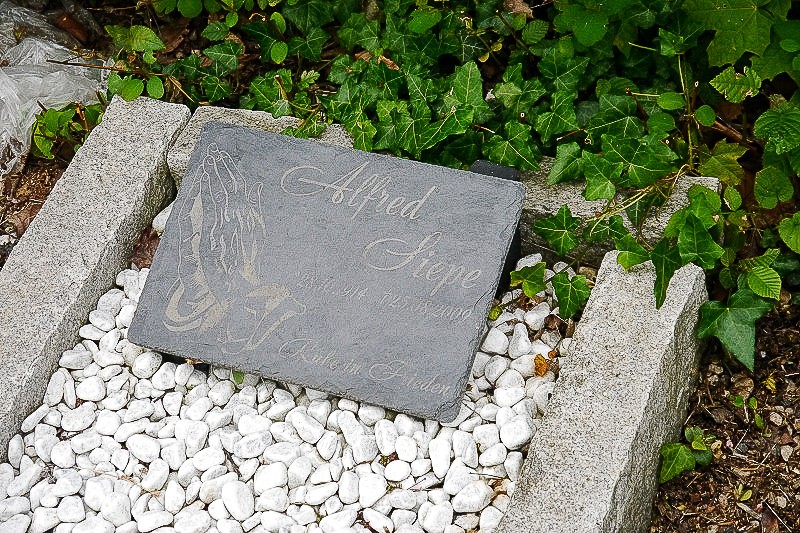 Alfred
Siepe
Ruhe in Frieden